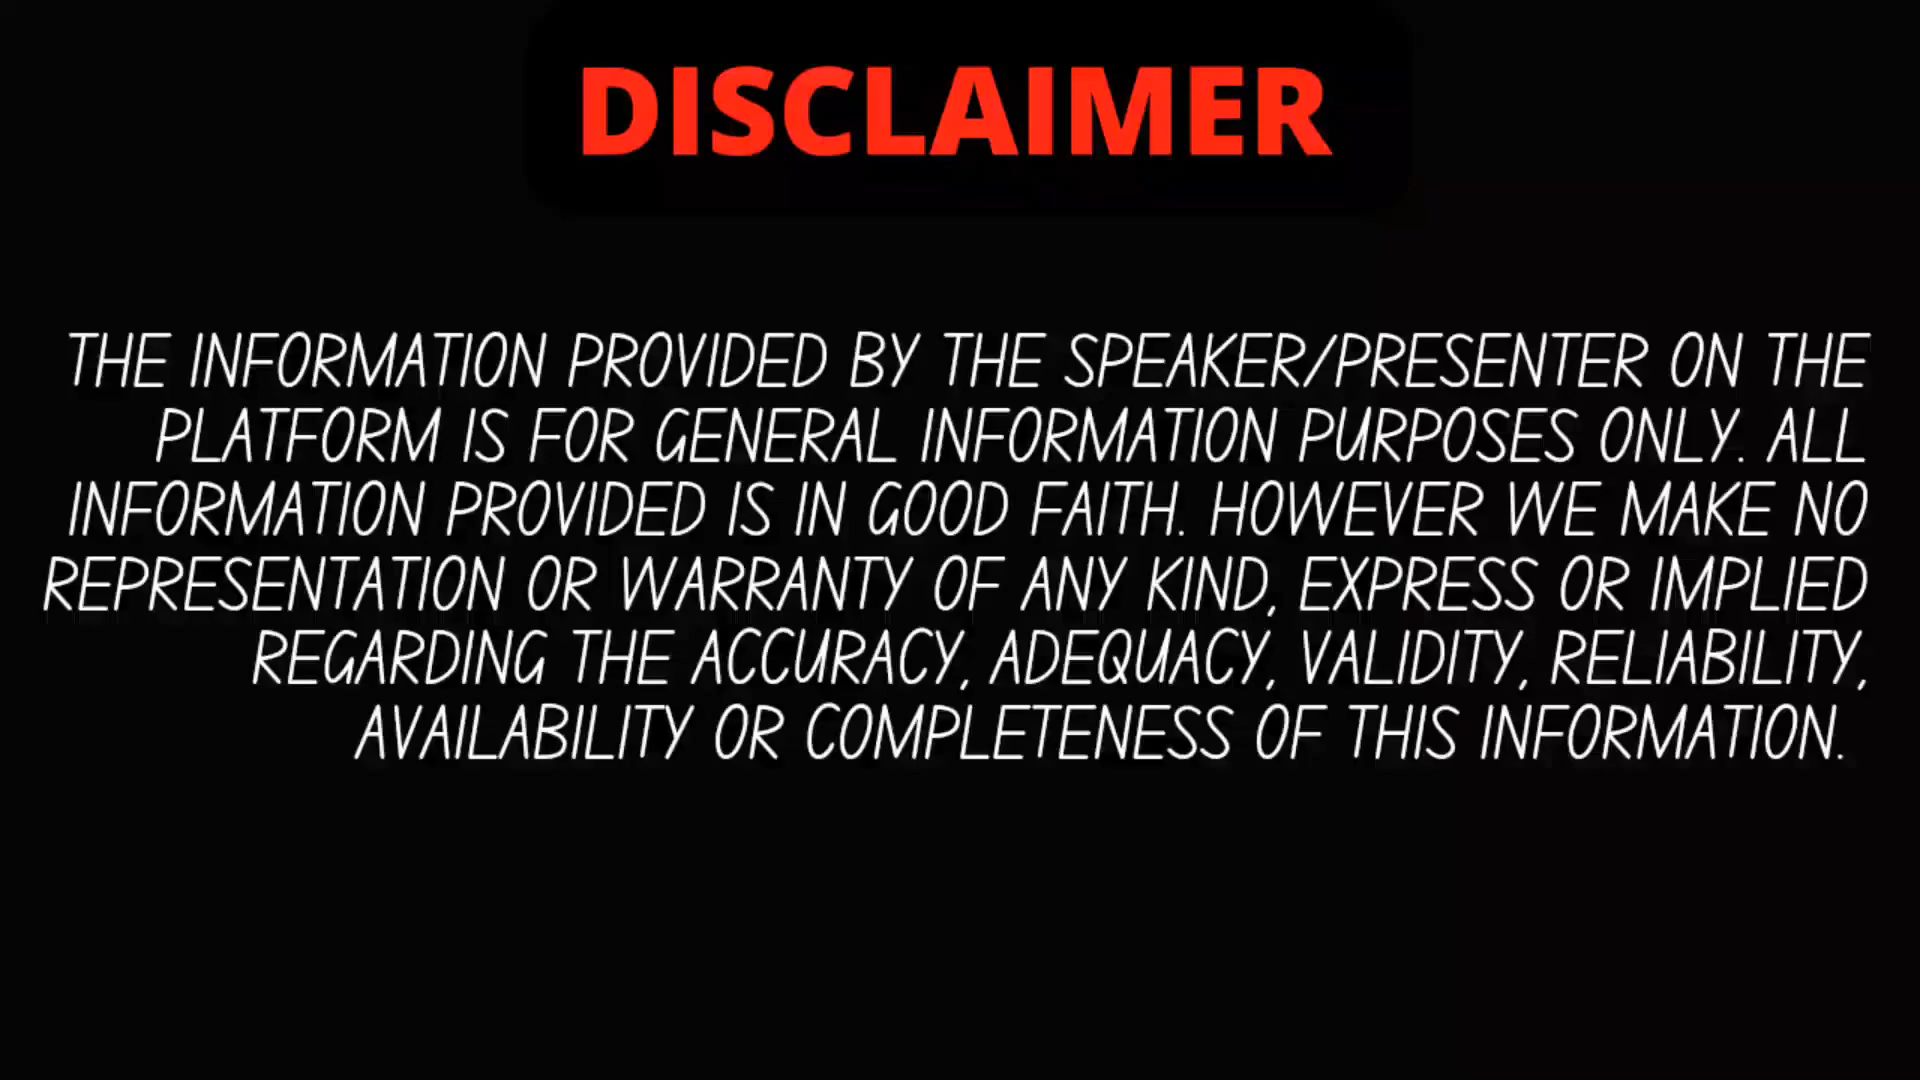 DISCLAIMER
THE INFORMATION PROVIDED BY THE SPEAKER/PRESENTER ON THE
PLATFORM IS FOR GENERAL INFORMATION PURPOSES ONLY. ALL
INFORMATION PROVIDED IS IN GOOD FAITH. HOWEVER WE MAKE NO
REPRESENTATION OR WARRANTY OF ANY KIND, EXPRESS OR IMPLIED
REGARDING THE ACCURACY, ADEQUACY, VALIDITY, RELIABILITY,
AVAILABILITY OR COMPLETENESS OF THIS INFORMATION.